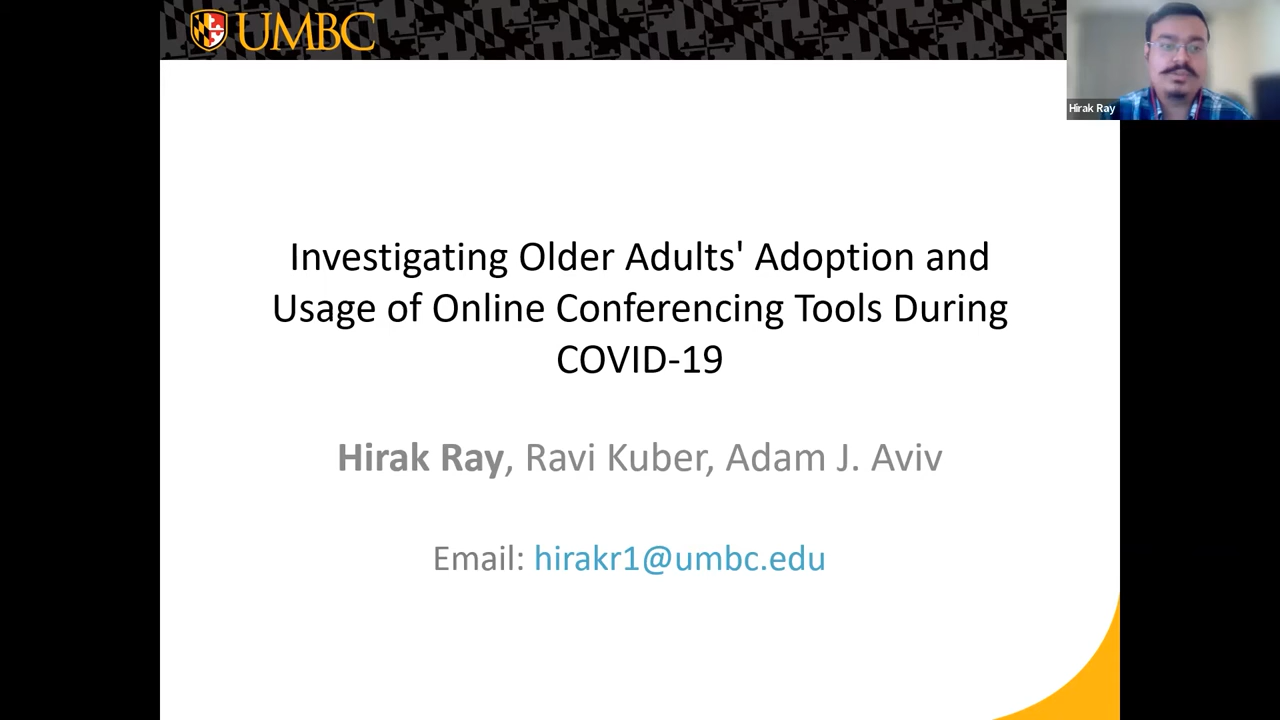 UMBC
Hirak Ray
Investigating Older Adults' Adoption and
Usage of Online Conferencing Tools During
COVID-19
Hirak Ray, Ravi Kuber, Adam J. Aviv
Email: hirakr1@umbc.edu